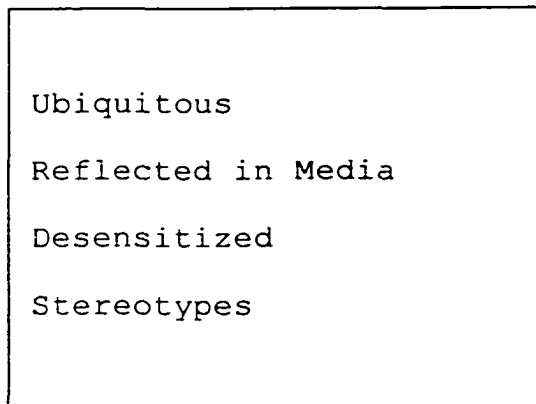 Ubiquitous
Reflected in Media
Desensitized
Stereotypes